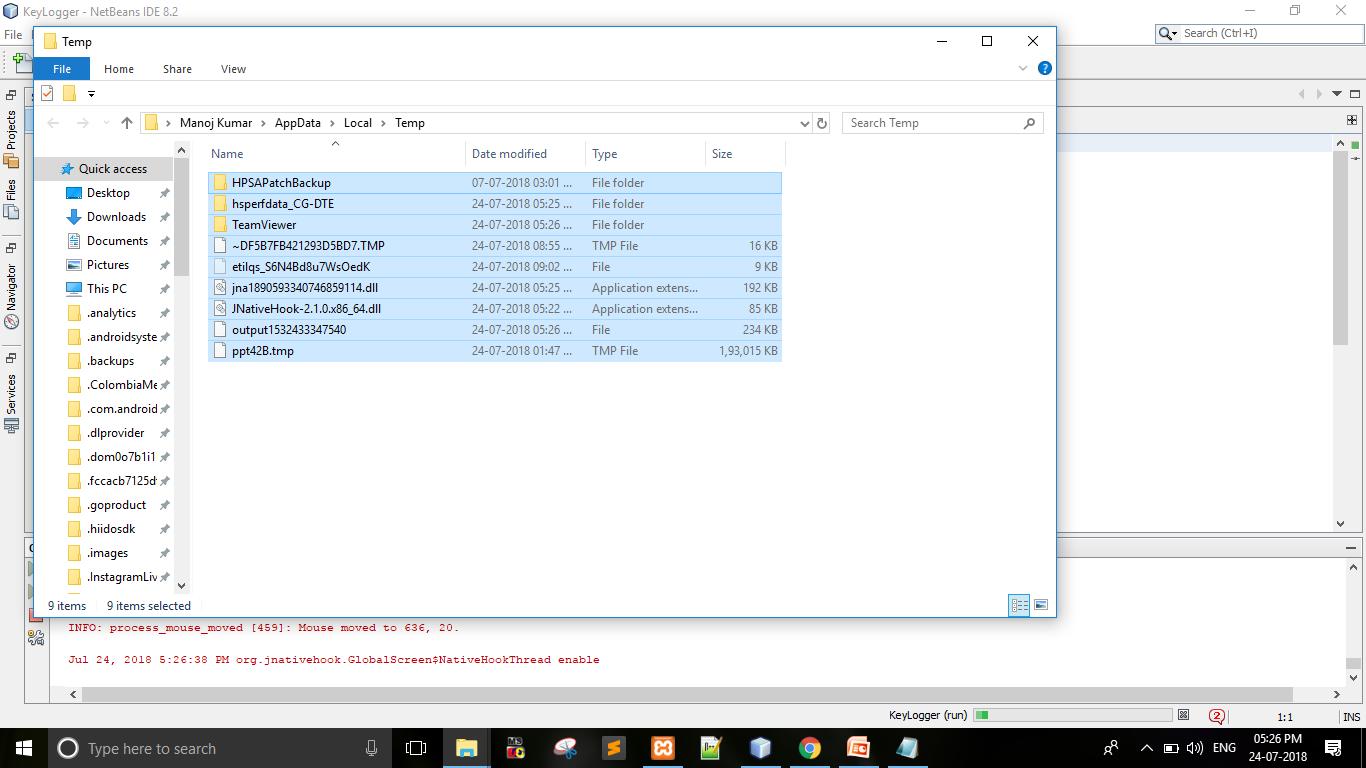 KeyLogger - NetBeans IDE 8.2
File
Search (Ctrl+I)
Temp
File Home Share View
Manoj Kumar > AppData > Local > Temp
Search Temp
Name Date modified Type Size
Projects
Files
Navigator
Services
Quick access
Desktop
Downloads
Documents
Pictures
This PC
.analytics
.androidsyste
.backups
.ColombiaMe
.com.android
.dlprovider
.dom0o7b1i1
.fccacb7125d
.goproduct
.hiidosdk
.images
.InstagramLiv
HPSAPatchBackup 07-07-2018 03:01 ... File folder
hsperfdata_CG-DTE 24-07-2018 05:25 ... File folder
TeamViewer 24-07-2018 05:26 ... File folder
~DF5B7FB421293D5BD7.TMP 24-07-2018 08:55 ... TMP File 16 KB
etilqs_S6N4Bd8u7WsOedK 24-07-2018 09:02 ... File 9 KB
jna1890593340746859114.dll 24-07-2018 05:25 ... Application extens... 192 KB
JNativeHook-2.1.0.x86_64.dll 24-07-2018 05:22 ... Application extens... 85 KB
output1532433347540 24-07-2018 05:26 ... File 234 KB
ppt42B.tmp 24-07-2018 01:47 ... TMP File 1,93,015 KB
9 items 9 items selected
INFO: process_mouse_moved [459]: Mouse moved to 636, 20.
Jul 24, 2018 5:26:38 PM org.jnativehook.GlobalScreen$NativeHookThread enable
KeyLogger (run) 2 1:1 INS
Type here to search
ENG
05:26 PM
24-07-2018